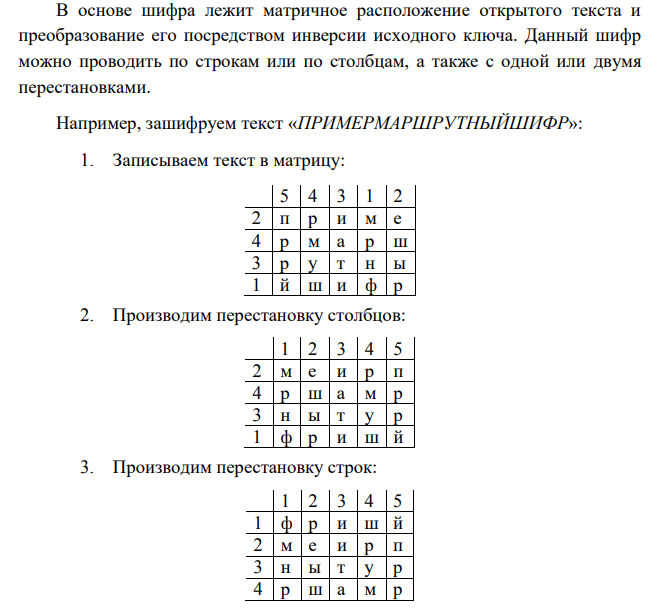 В основе шифра лежит матричное расположение открытого текста и
преобразование его посредством инверсии исходного ключа. Данный шифр
можно проводить по строкам или по столбцам, а также с одной или двумя
перестановками.
Например, зашифруем текст «ПРИМЕРМАРШРУТНЫЙШИФР»:
1. Записываем текст в матрицу:
5 4 3 1 2
2 п р и м е
4 р м а р ш
3 р у т н ы
1 й ш и ф р
2. Производим перестановку столбцов:
1 2 3 4 5
2 м е и р п
4 р ш а м р
3 н ы т у р
1 ф р и ш й
3. Производим перестановку строк:
1 2 3 4 5
1 ф р и ш й
2 м е и р п
3 н ы т у р
4 р ш а м р